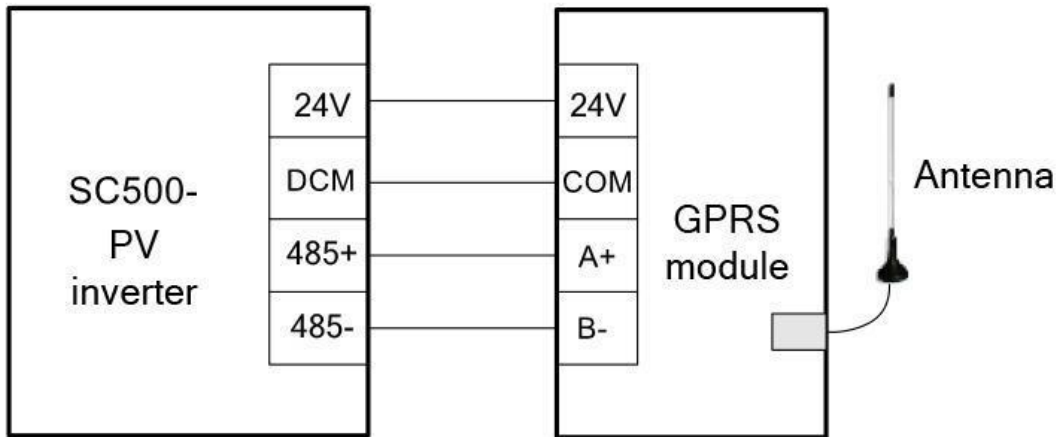 SC500-
PV
inverter
24V
DCM
485+
485-
24V
COM
A+
B-
GPRS
module
Antenna